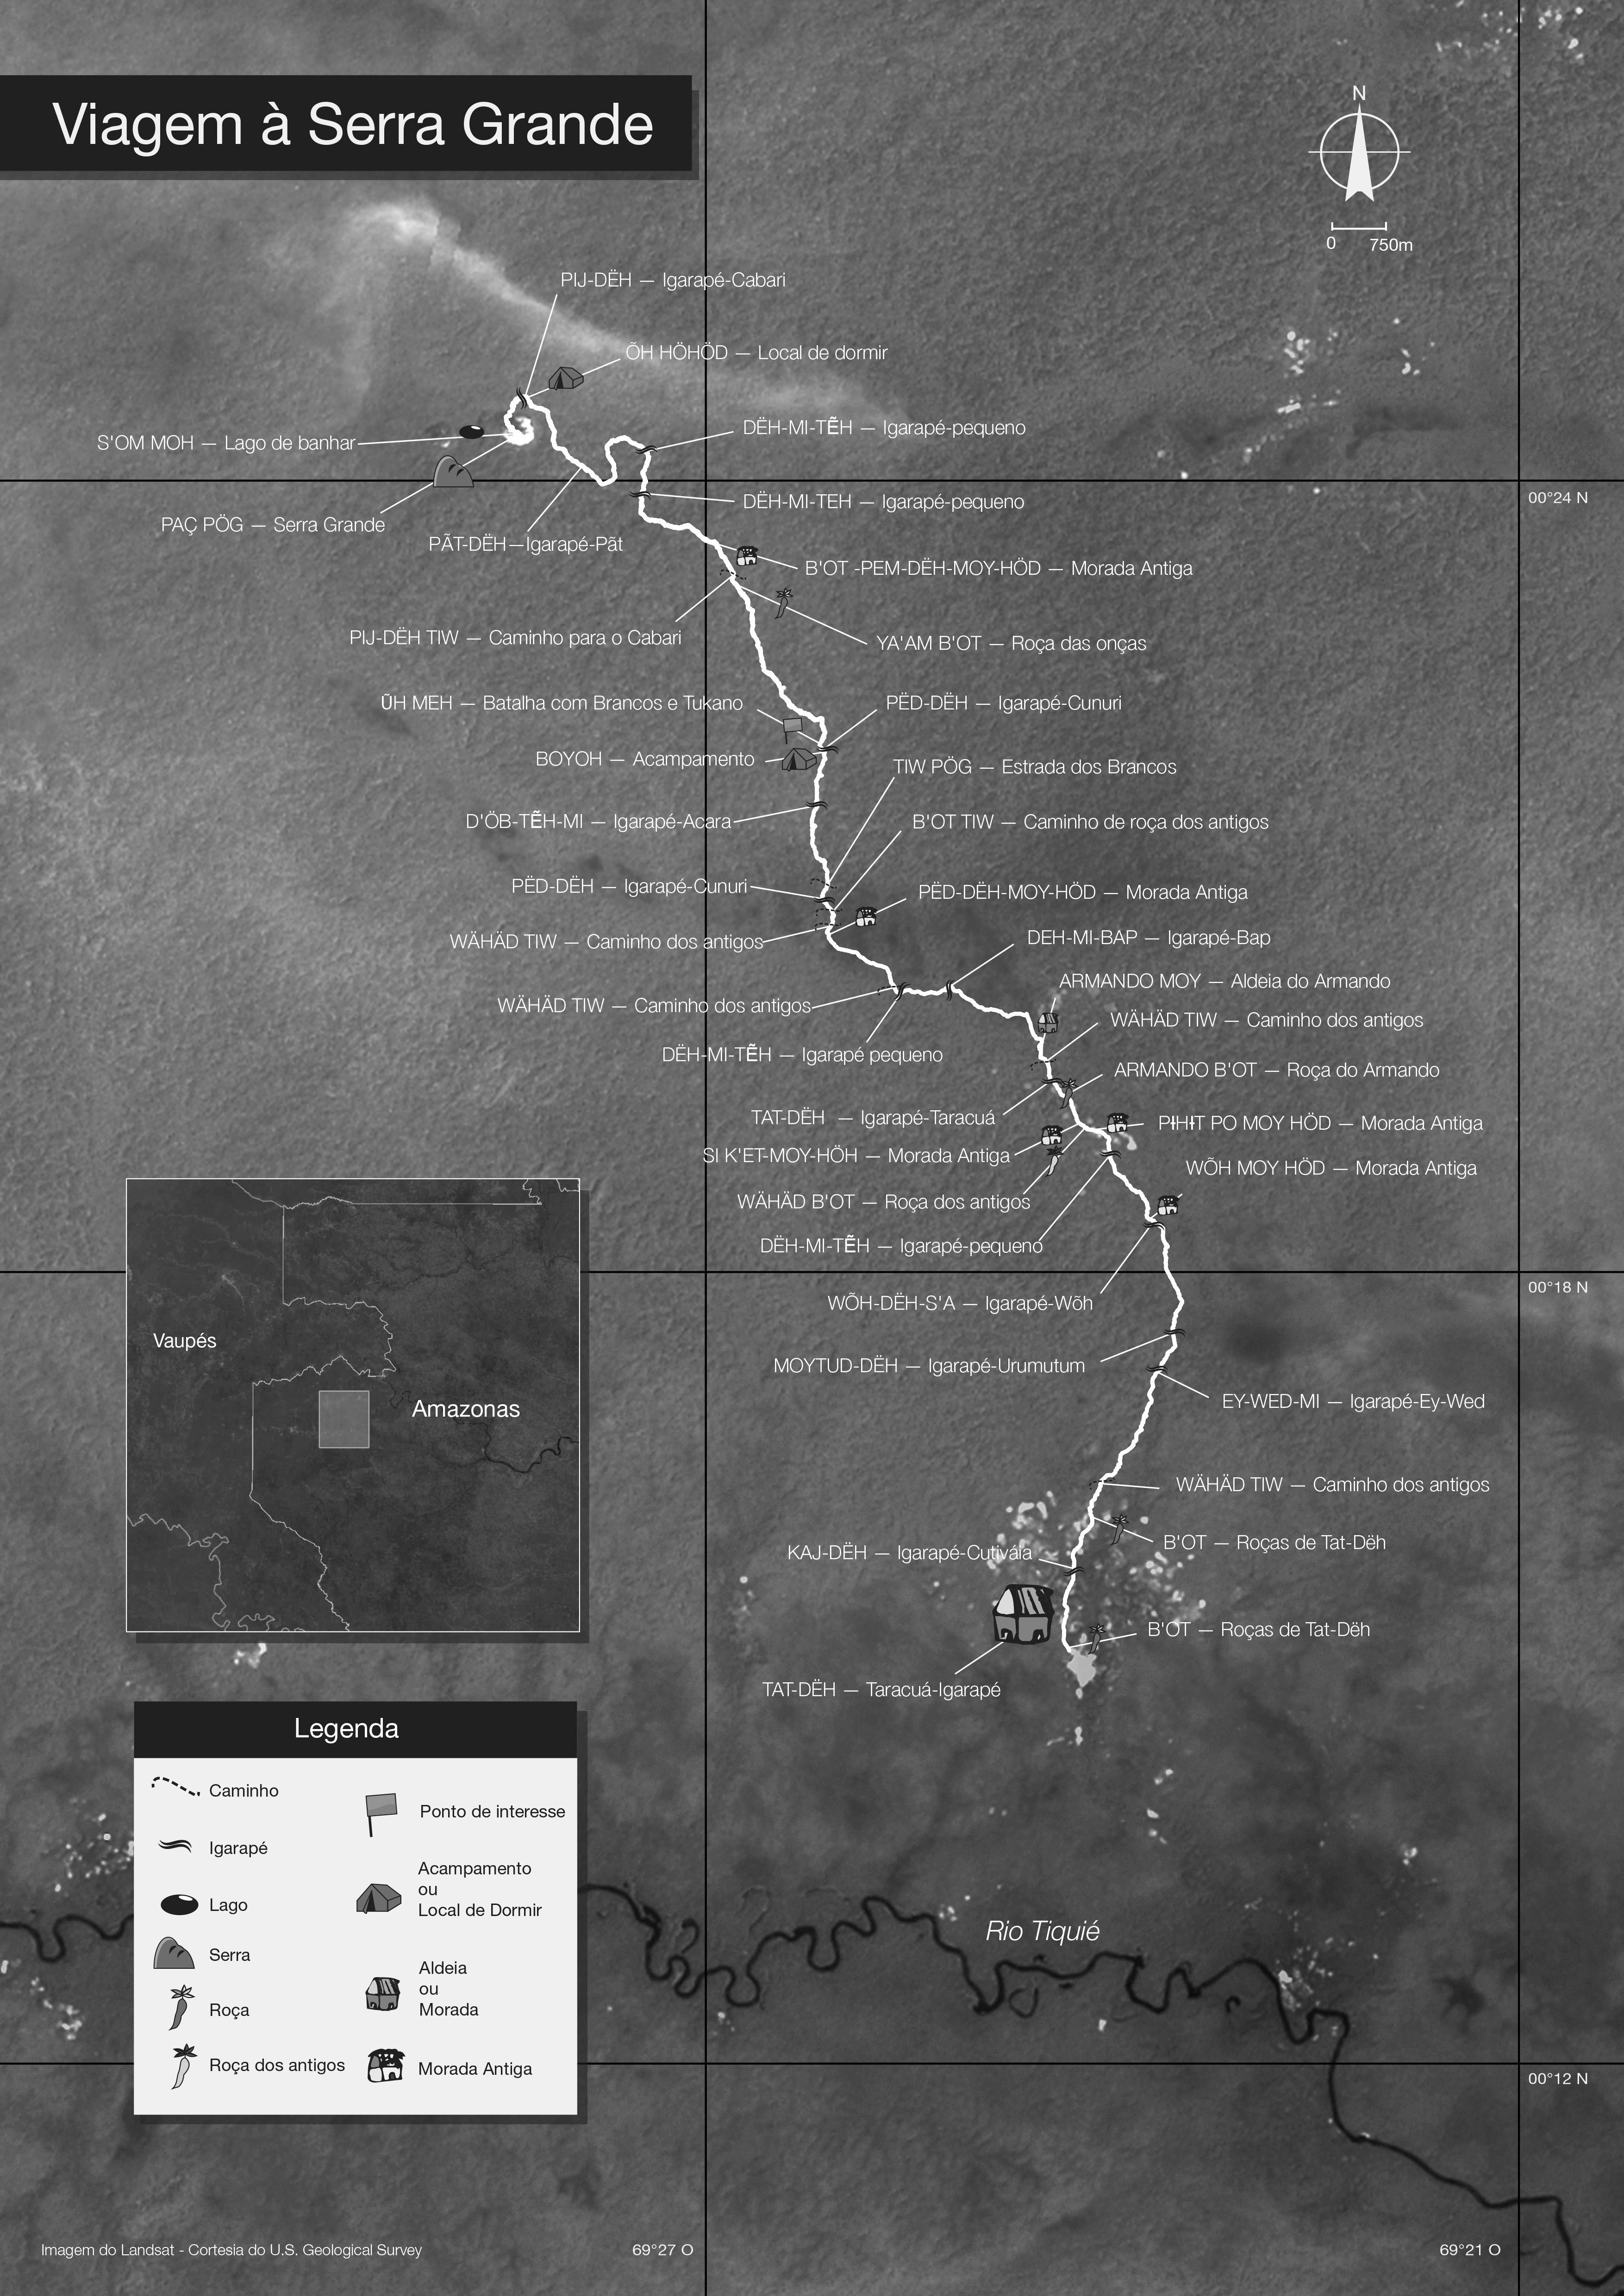 Viagem à Serra Grande
N
0 750m
PIJ-DËH — Igarapé-Cabari
ÕH HÖHÖD — Local de dormir
DËH-MI-TẼH — Igarapé-pequeno
S'OM MOH — Lago de banhar
00°24 N
DËH-MI-TEH — Igarapé-pequeno
PAÇ PÖG — Serra Grande
PÃT-DËH—Igarapé-Pãt
B'OT -PEM-DËH-MOY-HÖD — Morada Antiga
PIJ-DËH TIW — Caminho para o Cabari
YA'AM B'OT — Roça das onças
ŨH MEH — Batalha com Brancos e Tukano
PËD-DËH — Igarapé-Cunuri
BOYOH — Acampamento
TIW PÖG — Estrada dos Brancos
D'ÖB-TẼH-MI — Igarapé-Acara
B'OT TIW — Caminho de roça dos antigos
PËD-DËH — Igarapé-Cunuri
PËD-DËH-MOY-HÖD — Morada Antiga
WÄHÄD TIW — Caminho dos antigos
DEH-MI-BAP — Igarapé-Bap
ARMANDO MOY — Aldeia do Armando
WÄHÄD TIW — Caminho dos antigos
WÄHÄD TIW — Caminho dos antigos
DËH-MI-TẼH — Igarapé pequeno
ARMANDO B'OT — Roça do Armando
TAT-DËH — Igarapé-Taracuá
PɨHɨT PO MOY HÖD — Morada Antiga
SI K'ET-MOY-HÖH — Morada Antiga
WÕH MOY HÖD — Morada Antiga
WÄHÄD B'OT — Roça dos antigos
DËH-MI-TẼH — Igarapé-pequeno
00°18 N
WÕH-DËH-S'A — Igarapé-Wõh
MOYTUD-DËH — Igarapé-Urumutum
EY-WED-MI — Igarapé-Ey-Wed
WÄHÄD TIW — Caminho dos antigos
B'OT — Roças de Tat-Dëh
KAJ-DËH — Igarapé-Cutiváia
B'OT — Roças de Tat-Dëh
TAT-DËH — Taracuá-Igarapé
Vaupés
Amazonas
Legenda
Caminho
Igarapé
Lago
Serra
Roça
Roça dos antigos
Ponto de interesse
Acampamento
ou
Local de Dormir
Aldeia
ou
Morada
Morada Antiga
Rio Tiquié
00°12 N
Imagem do Landsat - Cortesia do U.S. Geological Survey
69°27 O
69°21 O